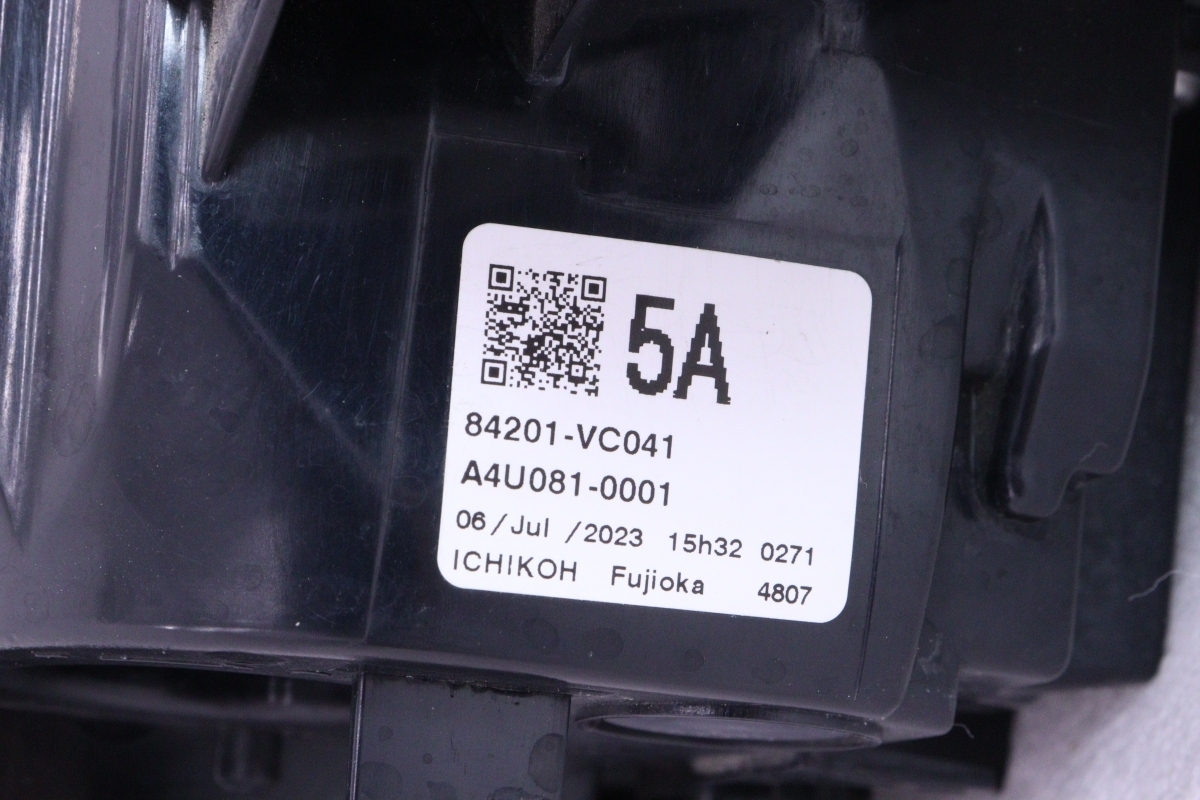 5A
84201-VC041
A4U081-0001
06/Jul /2023 15h32 0271
ICHIKOH Fujioka 4807